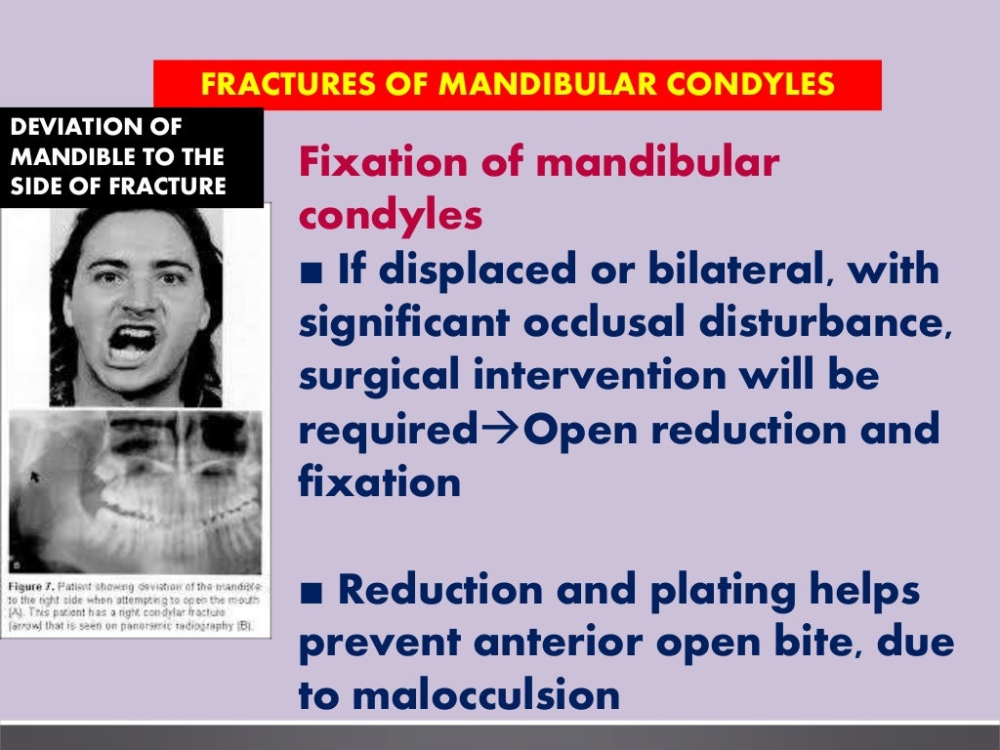 FRACTURES OF MANDIBULAR CONDYLES
DEVIATION OF
MANDIBLE TO THE
SIDE OF FRACTURE
Fixation of mandibular
condyles
■ If displaced or bilateral, with
significant occlusal disturbance,
surgical intervention will be
required→Open reduction and
fixation
■ Reduction and plating helps
prevent anterior open bite, due
to malocculsion
Figure 7. Patient showing deviation of the mandible
to the right side when attempting to open the mouth
(A). This patient has a right condylar fracture
(arrow) that is seen on panoramic radiography (B).